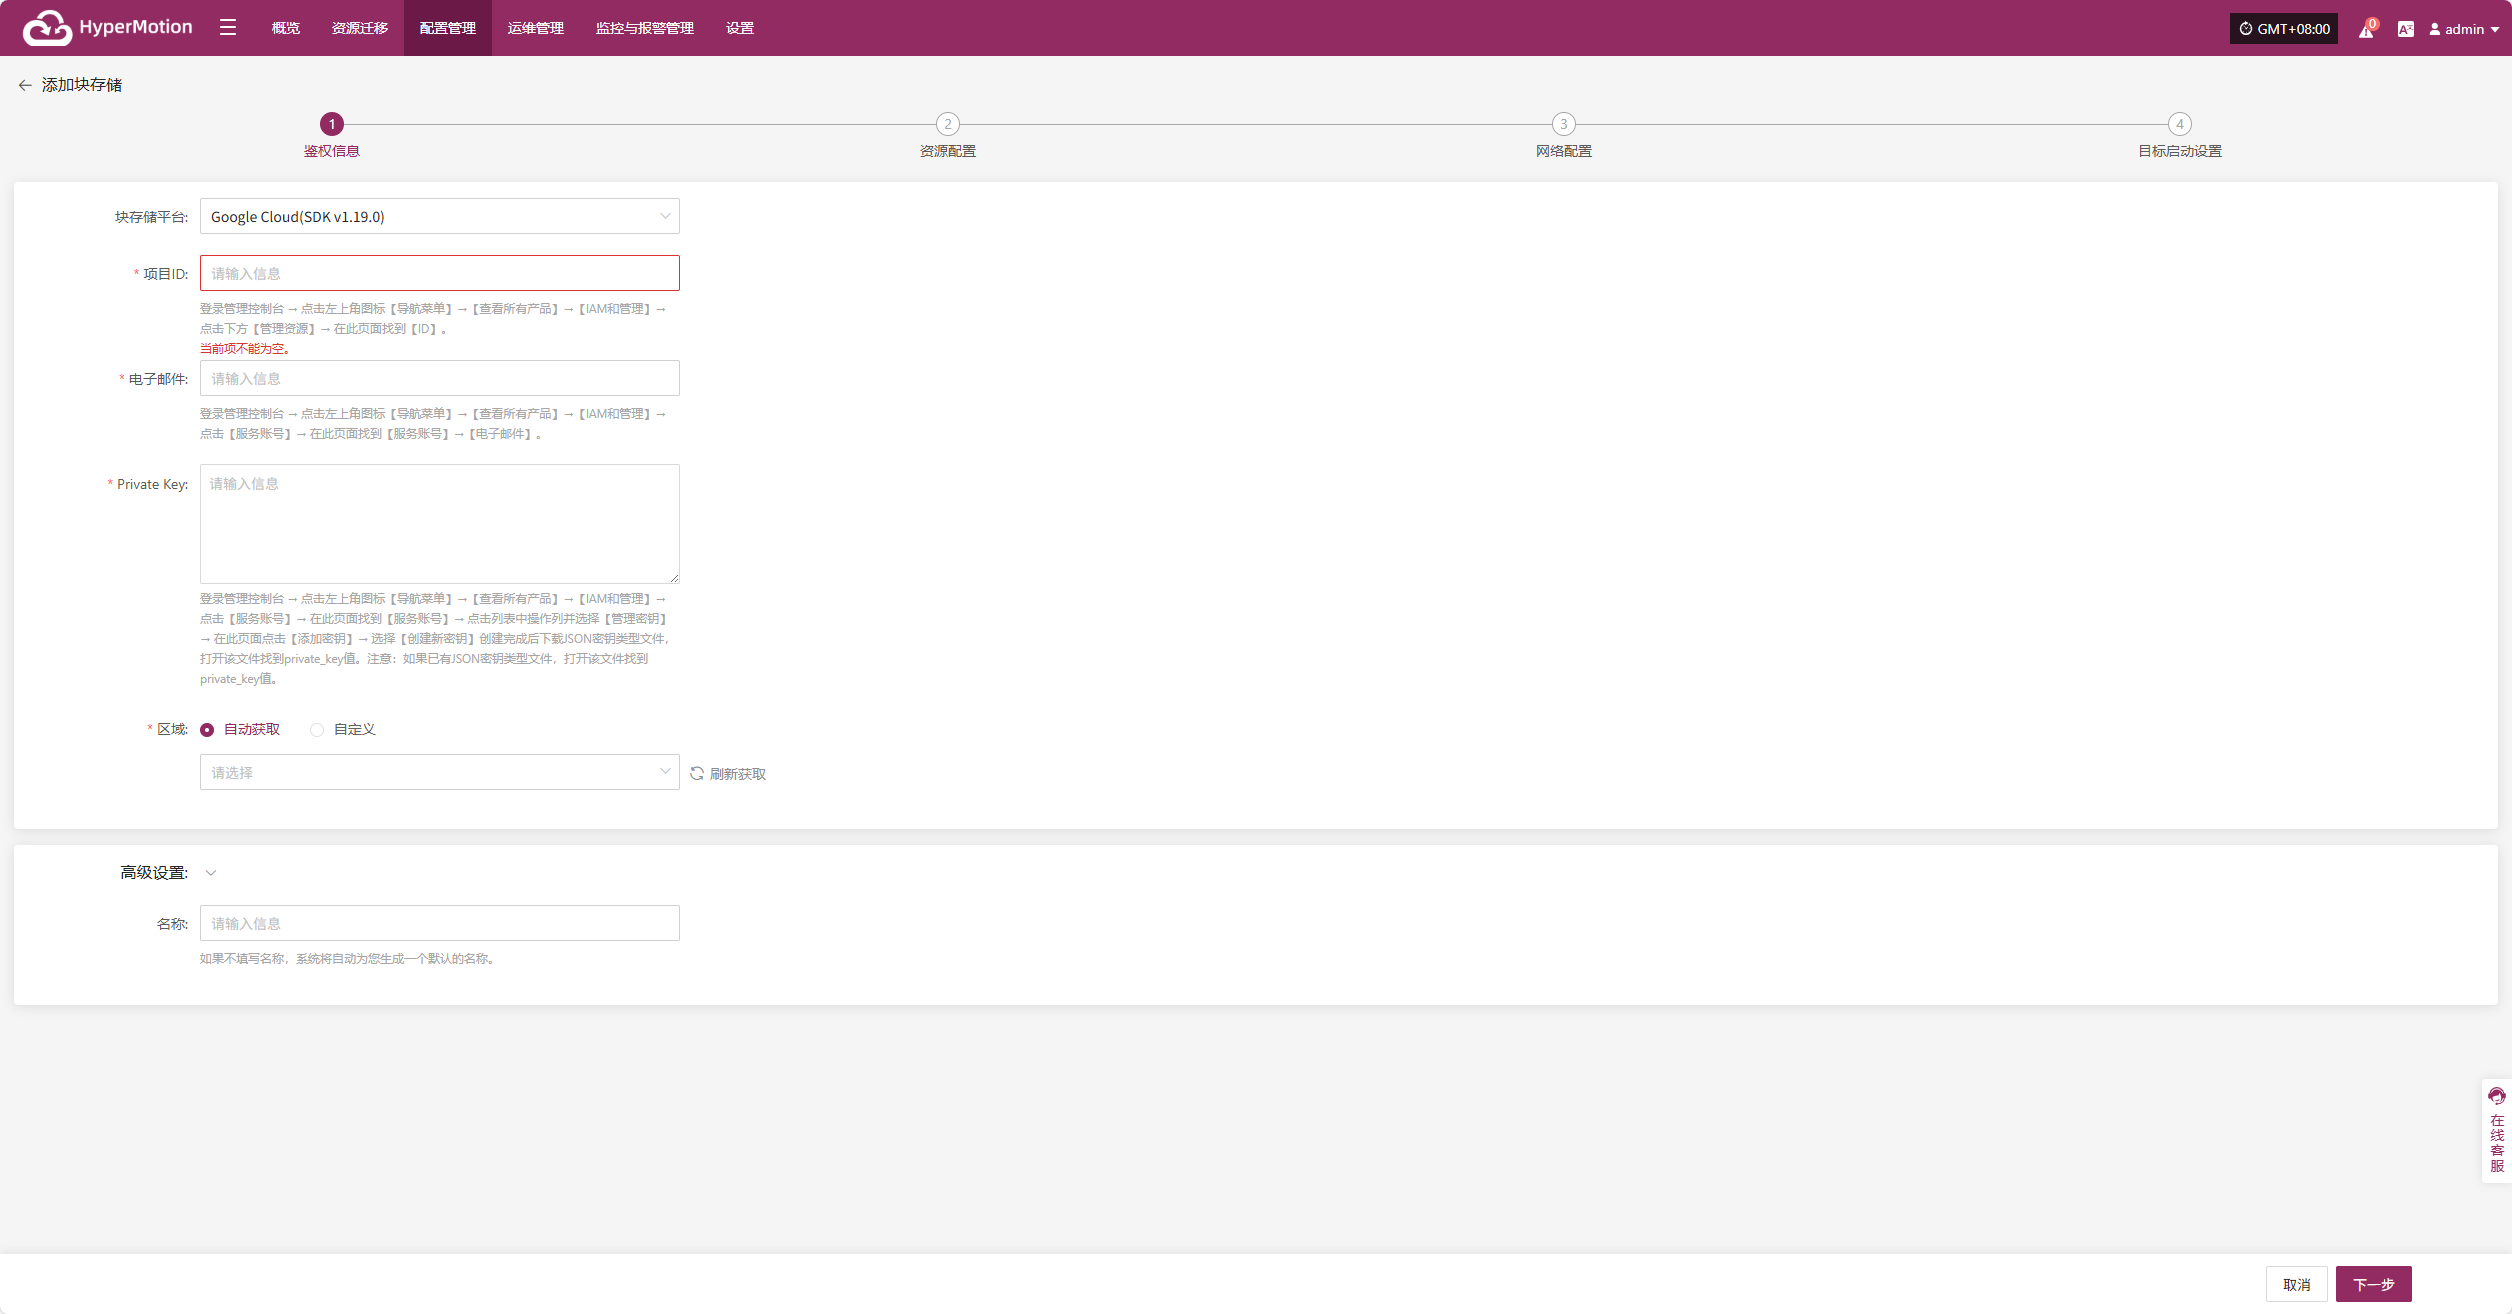 HyperMotion
概览
资源迁移
配置管理
运维管理
监控与报警管理
设置
GMT+08:00
0
admin
添加块存储
1
鉴权信息
2
资源配置
3
网络配置
4
目标启动设置
块存储平台:
Google Cloud(SDK v1.19.0)
* 项目ID:
请输入信息
登录管理控制台 → 点击左上角图标【导航菜单】→【查看所有产品】→【IAM和管理】→
点击下方【管理资源】→ 在此页面找到【ID】。
当前项不能为空。
* 电子邮件:
请输入信息
登录管理控制台 → 点击左上角图标【导航菜单】→【查看所有产品】→【IAM和管理】→
点击【服务账号】→ 在此页面找到【服务账号】→【电子邮件】。
* Private Key:
请输入信息
登录管理控制台 → 点击左上角图标【导航菜单】→【查看所有产品】→【IAM和管理】→
点击【服务账号】→ 在此页面找到【服务账号】→ 点击列表中操作列并选择【管理密钥】
→ 在此页面点击【添加密钥】→ 选择【创建新密钥】创建完成后下载JSON密钥类型文件，
打开该文件找到private_key值。注意：如果已有JSON密钥类型文件，打开该文件找到
private_key值。
* 区域:
自动获取
自定义
请选择
刷新获取
高级设置:
名称:
请输入信息
如果不填写名称，系统将自动为您生成一个默认的名称。
在线客服
取消
下一步